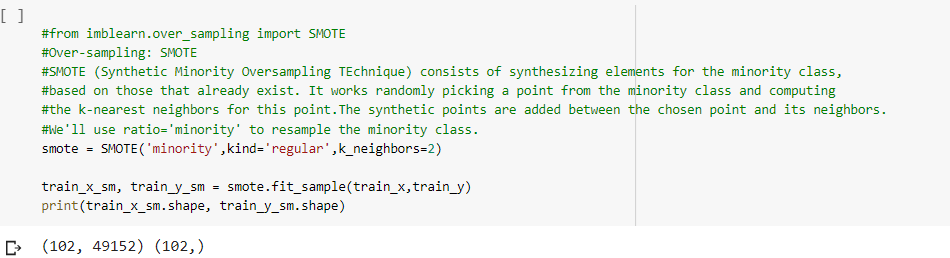 [ ]
#from imblearn.over_sampling import SMOTE
#Over-sampling: SMOTE
#SMOTE (Synthetic Minority Oversampling TEchnique) consists of synthesizing elements for the minority class,
#based on those that already exist. It works randomly picking a point from the minority class and computing
#the k-nearest neighbors for this point.The synthetic points are added between the chosen point and its neighbors.
#We'll use ratio='minority' to resample the minority class.
smote = SMOTE('minority',kind='regular',k_neighbors=2)
train_x_sm, train_y_sm = smote.fit_sample(train_x,train_y)
print(train_x_sm.shape, train_y_sm.shape)
(102, 49152) (102,)